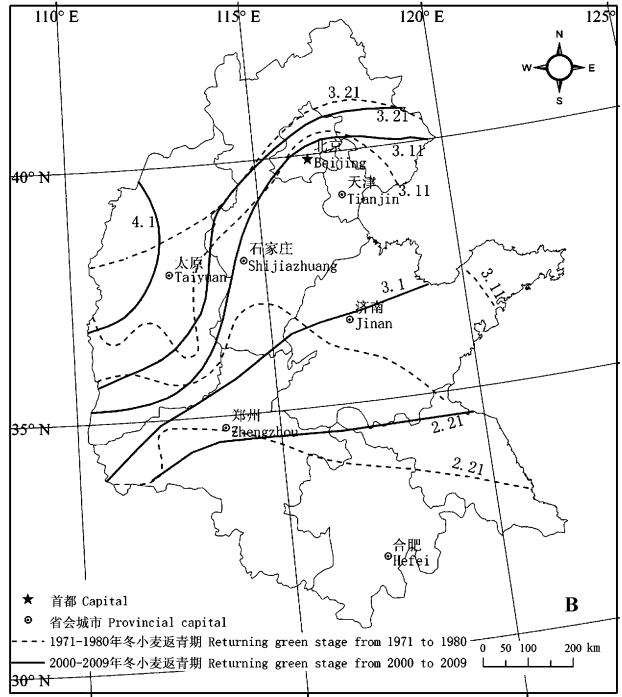 110° E
115°E
120° E
125°
N
W
E
S
3.21
3.21
北京
Beijing
3.11
40° N
天津
Tianjin
3.11
4.1
石家庄
Shijiazhuang
太原
Taiyuan
3.11
3.1
济南
Jinan
郑州
Zhengzhou
35° N
2.21
2.21
合肥
Hefei
首都 Capital
省会城市 Provincial capital
B
1971-1980年冬小麦返青期 Returning green stage from 1971 to 1980
2000-2009年冬小麦返青期 Returning green stage from 2000 to 2009
0 50 100 200 km
30° N